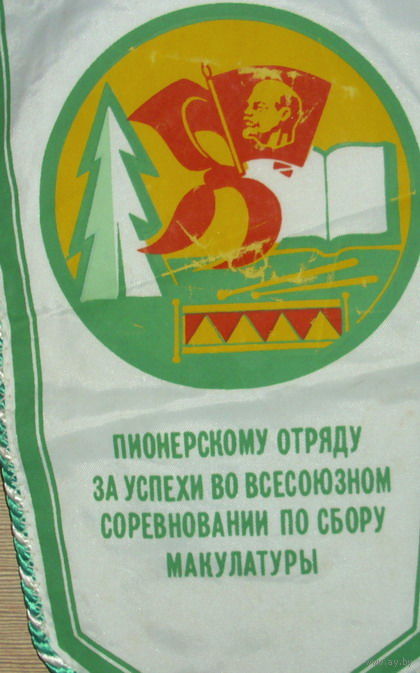 ПИОНЕРСКОМУ ОТРЯДУ
ЗА УСПЕХИ ВО ВСЕСОЮЗНОМ
СОРЕВНОВАНИИ ПО СБОРУ
МАКУЛАТУРЫ